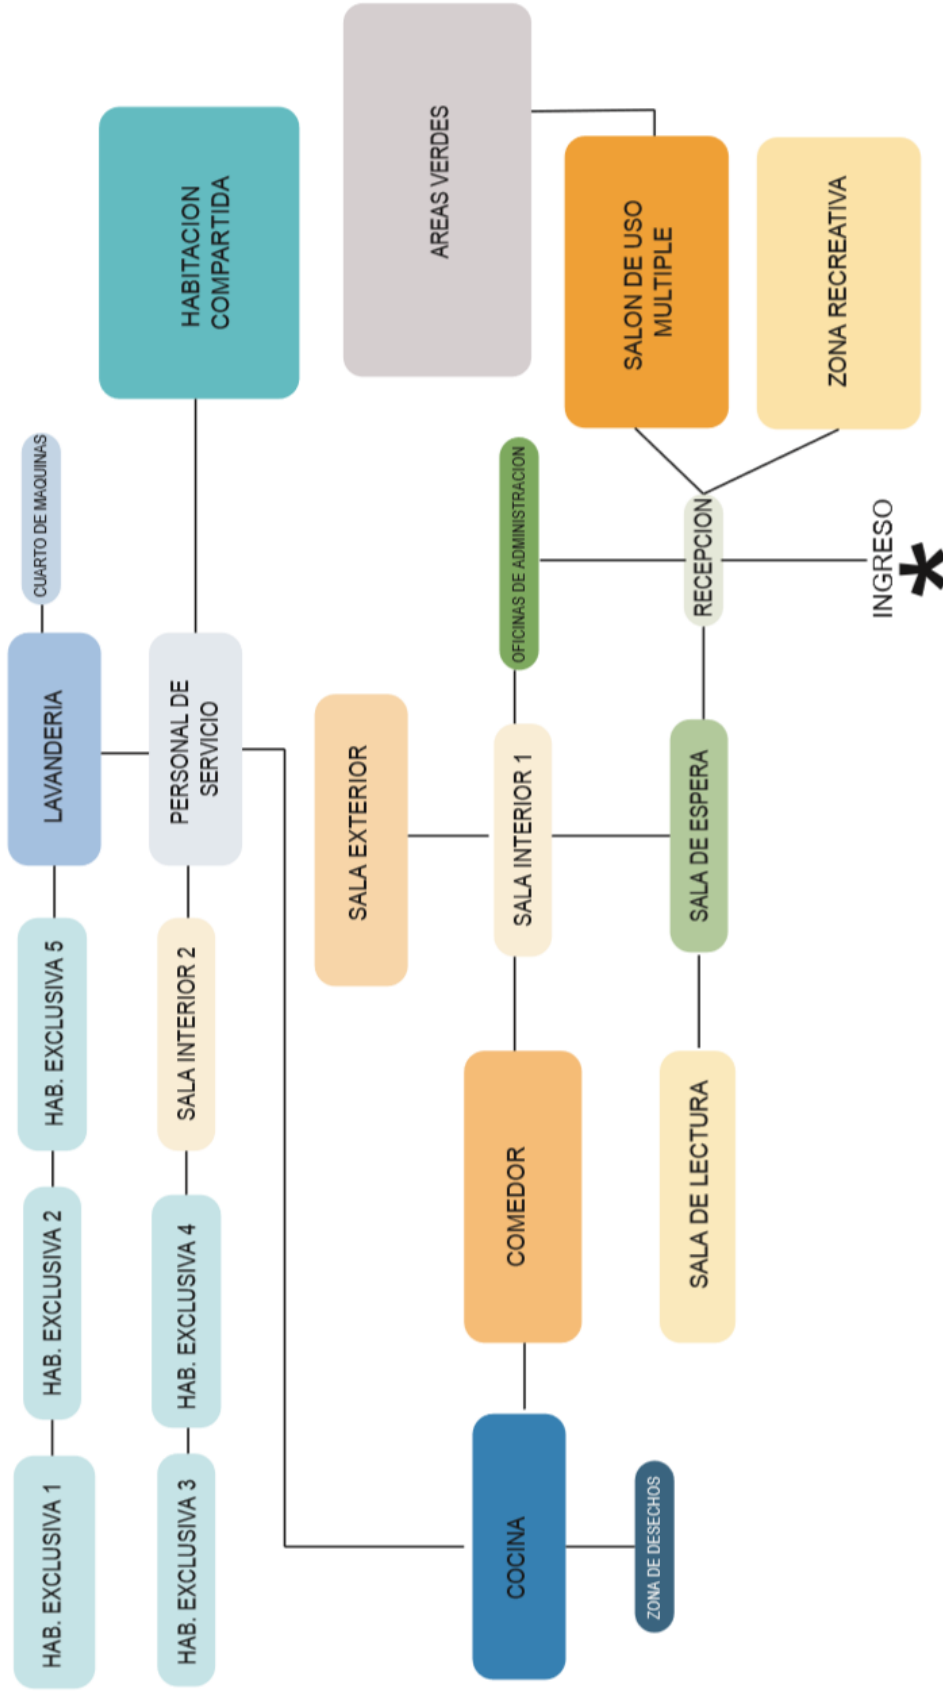 HAB. EXCLUSIVA 1
HAB. EXCLUSIVA 2
HAB. EXCLUSIVA 5
LAVANDERIA
CUARTO DE MAQUINAS
HAB. EXCLUSIVA 3
HAB. EXCLUSIVA 4
SALA INTERIOR 2
PERSONAL DE
SERVICIO
HABITACION
COMPARTIDA
SALA EXTERIOR
AREAS VERDES
COCINA
COMEDOR
SALA INTERIOR 1
OFICINAS DE ADMINISTRACION
SALON DE USO
MULTIPLE
ZONA DE DESECHOS
SALA DE LECTURA
SALA DE ESPERA
RECEPCION
ZONA RECREATIVA
INGRESO
*